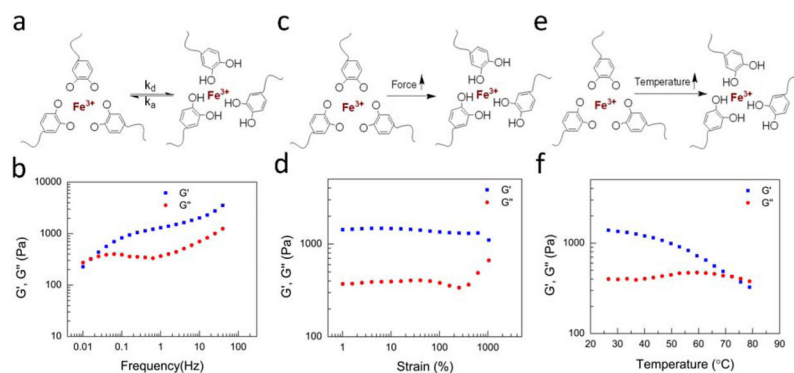 a
OH
HO
OH
Fe3+
kd
ka
Fe3+
OH
OH
HO
c
OH
HO
Force
Fe3+
Fe3+
OH
OH
HO
HO
e
OH
HO
Temperature
Fe3+
Fe3+
OH
OH
HO
HO
b
10000
1000
100
10
G', G'' (Pa)
G'
G''
0.01 0.1 1 10 100
Frequency(Hz)
d
1000
100
G', G'' (Pa)
G'
G''
1 10 100 1000
Strain (%)
f
1000
100
G', G'' (Pa)
G'
G''
20 30 40 50 60 70 80 90
Temperature (°C)